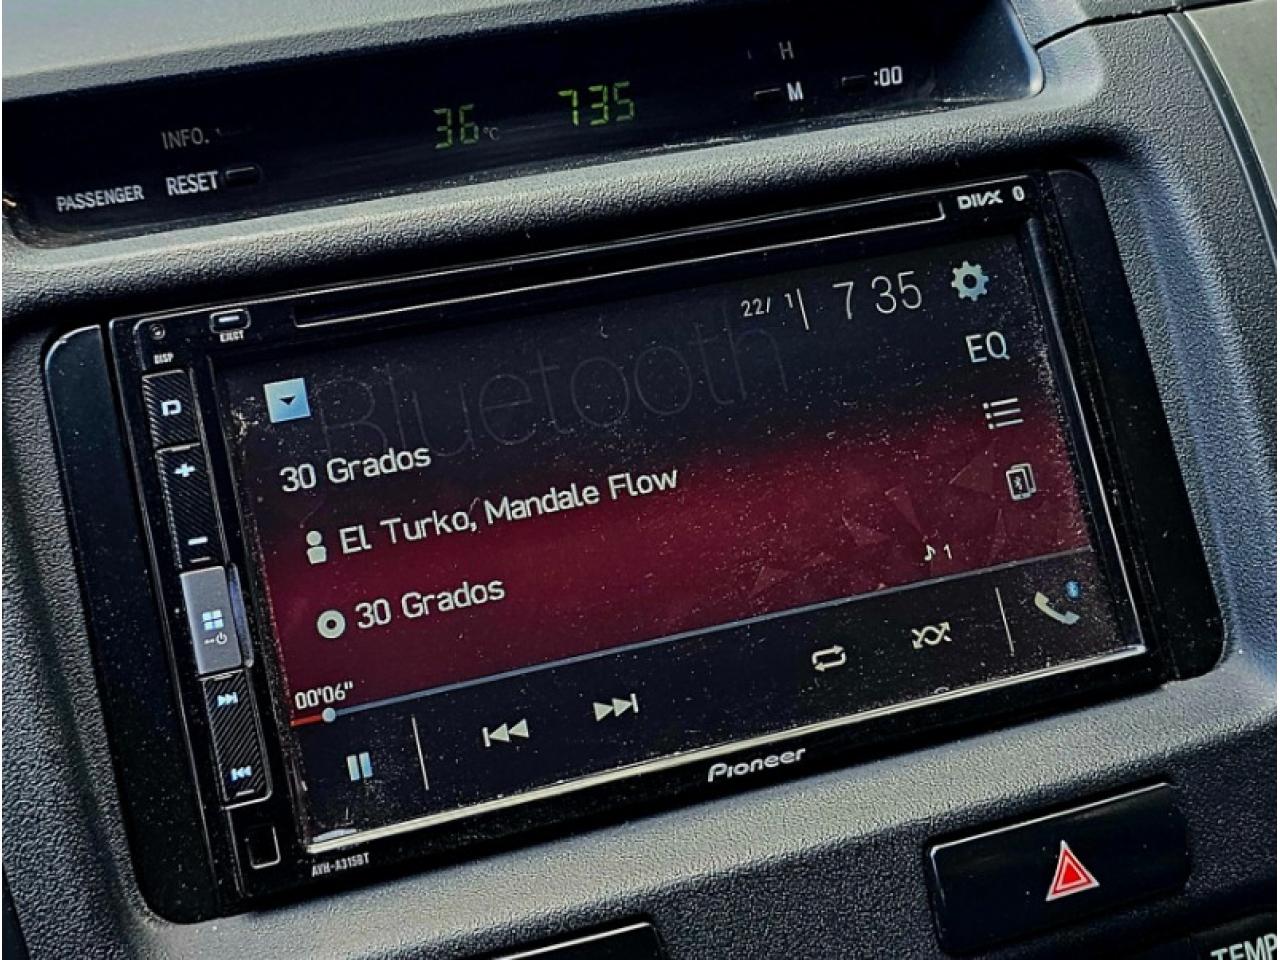 H
INFO.
36°C
735
M
:00
PASSENGER
RESET
DIVX
EJECT
DISP
22/ 1
7 35
Bluetooth
EQ
30 Grados
El Turko, Mandale Flow
♪ 1
30 Grados
00'06"
Pioneer
AVH-A315BT
TEMP